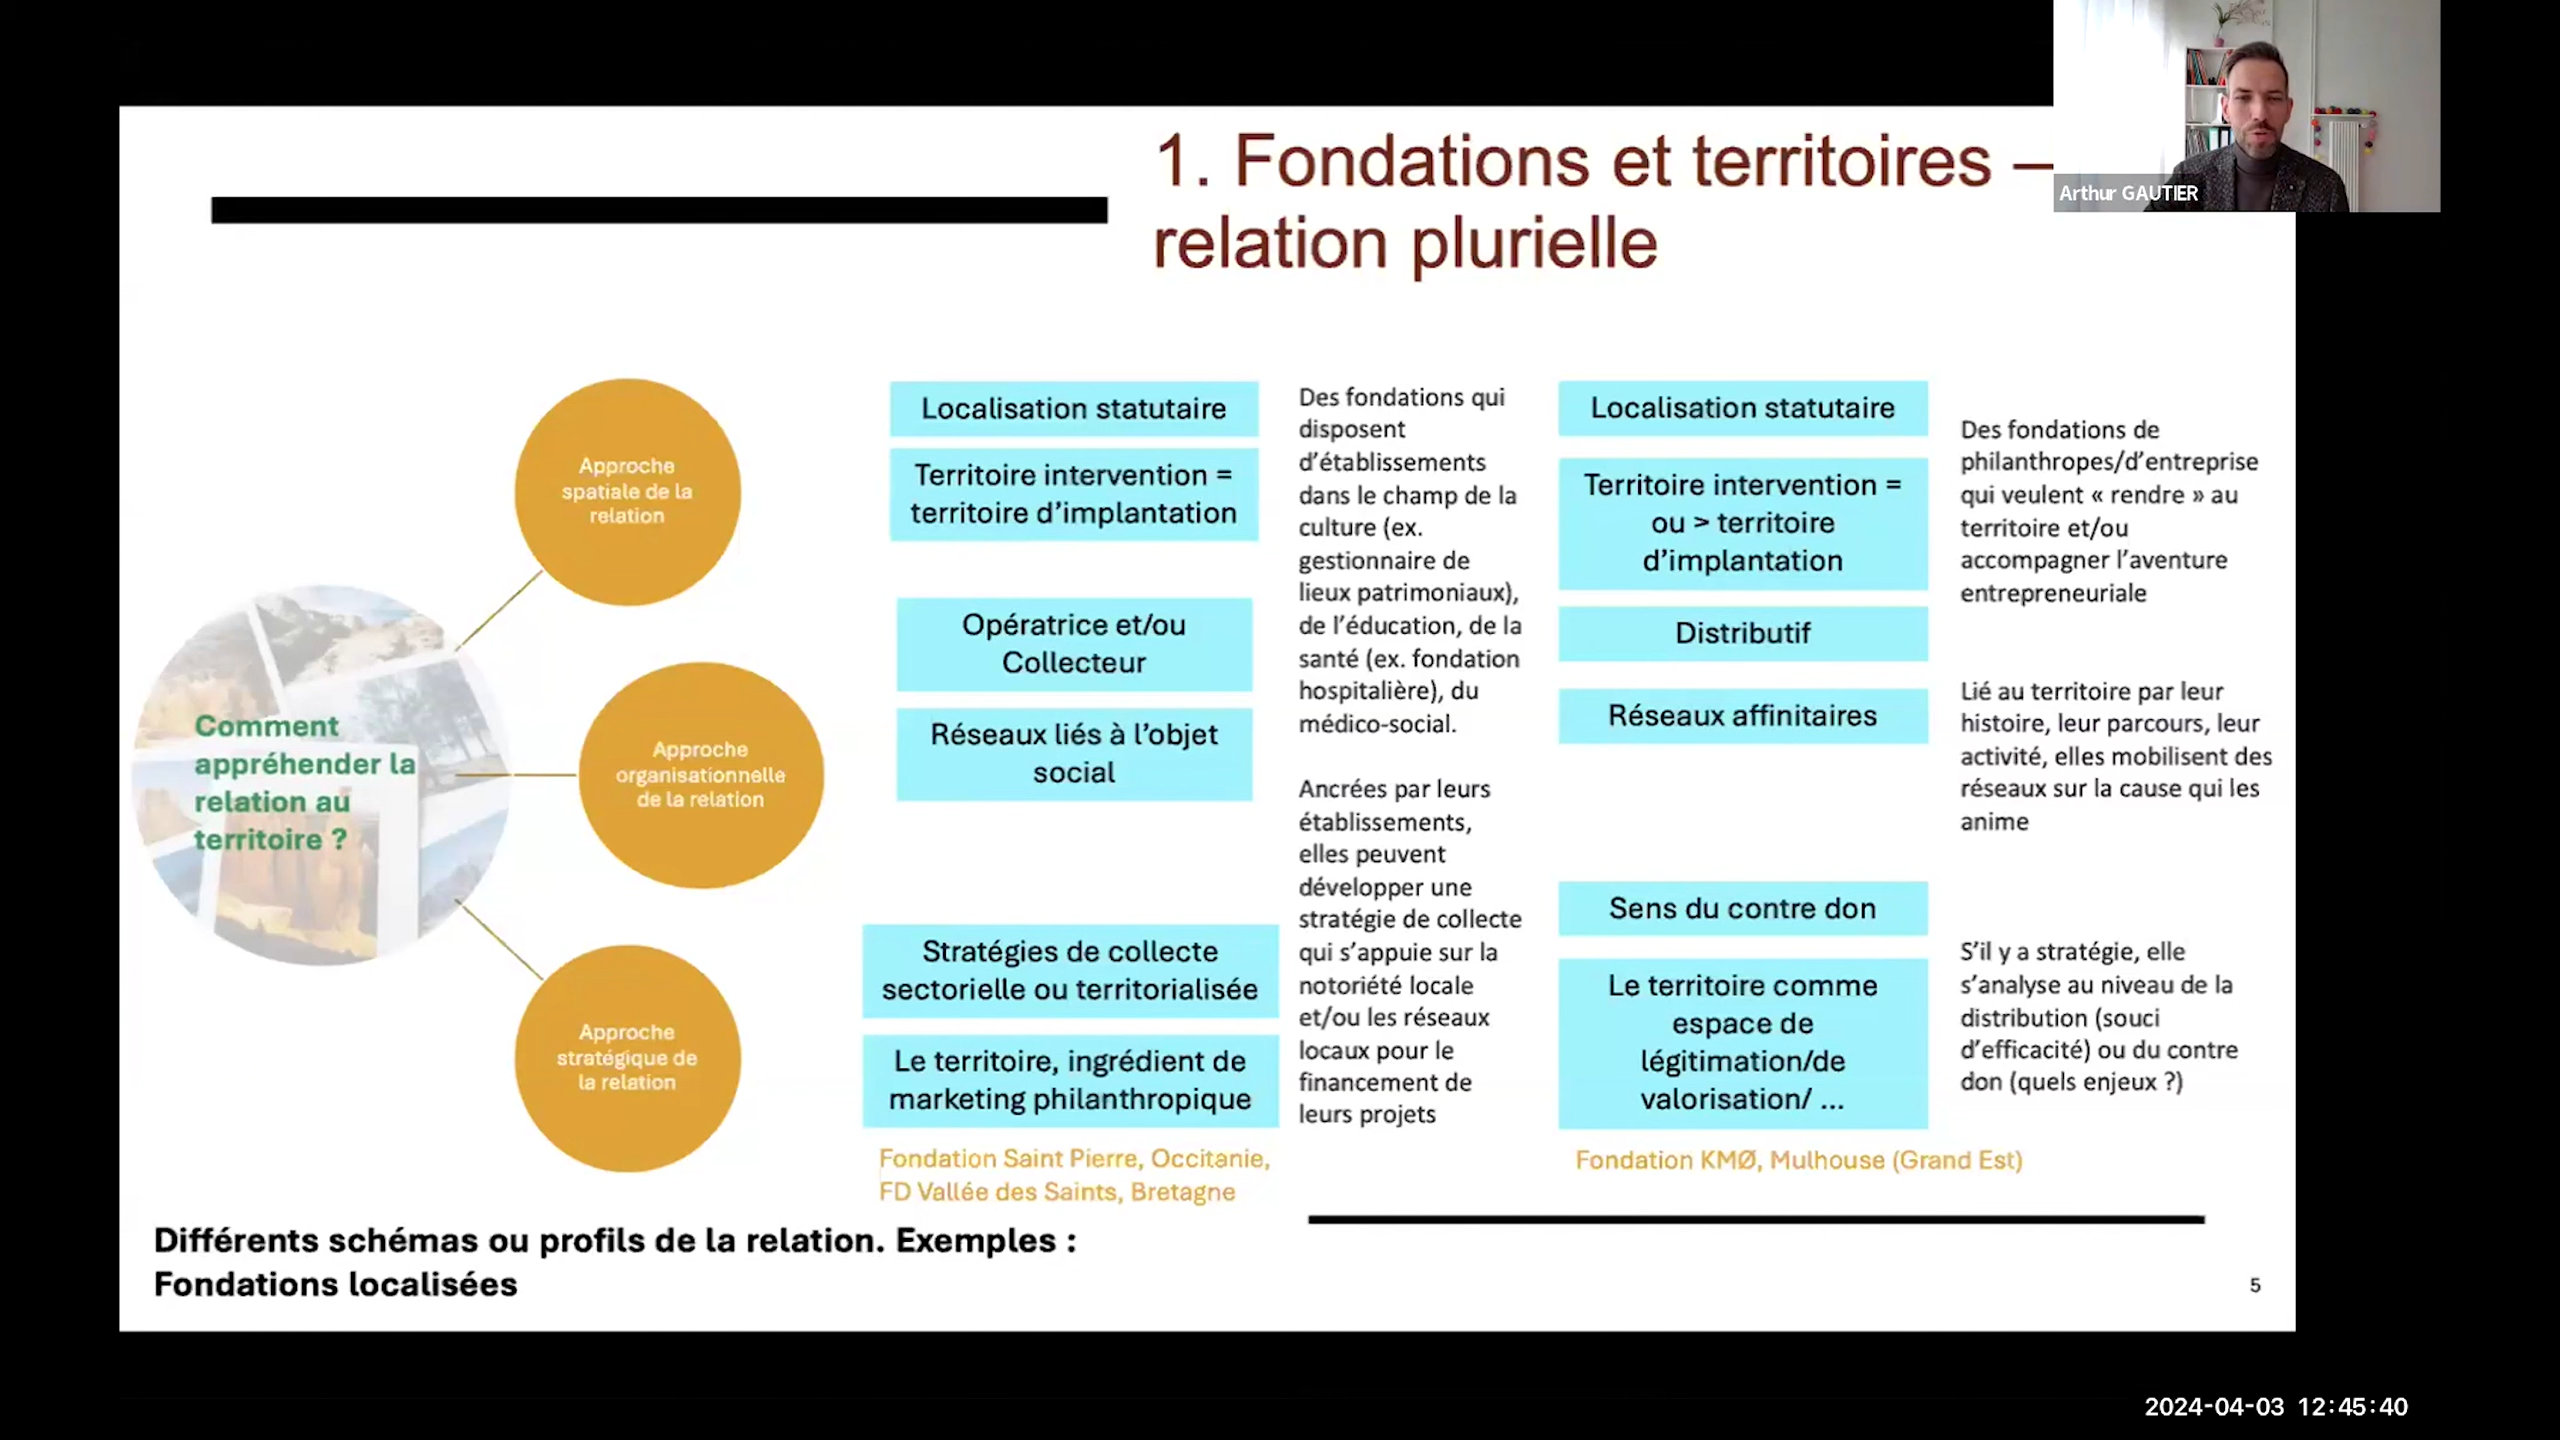 1. Fondations et territoires –
relation plurielle
Arthur GAUTIER
Comment
appréhender la
relation au
territoire ?
Approche
spatiale de la
relation
Approche
organisationnelle
de la relation
Approche
stratégique de
la relation
Localisation statutaire
Territoire intervention =
territoire d’implantation
Opératrice et/ou
Collecteur
Réseaux liés à l’objet
social
Stratégies de collecte
sectorielle ou territorialisée
Le territoire, ingrédient de
marketing philanthropique
Fondation Saint Pierre, Occitanie,
FD Vallée des Saints, Bretagne
Des fondations qui
disposent
d’établissements
dans le champ de la
culture (ex.
gestionnaire de
lieux patrimoniaux),
de l’éducation, de la
santé (ex. fondation
hospitalière), du
médico-social.
Ancrées par leurs
établissements,
elles peuvent
développer une
stratégie de collecte
qui s’appuie sur la
notoriété locale
et/ou les réseaux
locaux pour le
financement de
leurs projets
Localisation statutaire
Territoire intervention =
ou > territoire
d’implantation
Distributif
Réseaux affinitaires
Sens du contre don
Le territoire comme
espace de
légitimation/de
valorisation/ ...
Fondation KMØ, Mulhouse (Grand Est)
Des fondations de
philanthropes/d’entreprise
qui veulent « rendre » au
territoire et/ou
accompagner l’aventure
entrepreneuriale
Lié au territoire par leur
histoire, leur parcours, leur
activité, elles mobilisent des
réseaux sur la cause qui les
anime
S’il y a stratégie, elle
s’analyse au niveau de la
distribution (souci
d’efficacité) ou du contre
don (quels enjeux ?)
Différents schémas ou profils de la relation. Exemples :
Fondations localisées
5
2024-04-03 12:45:40